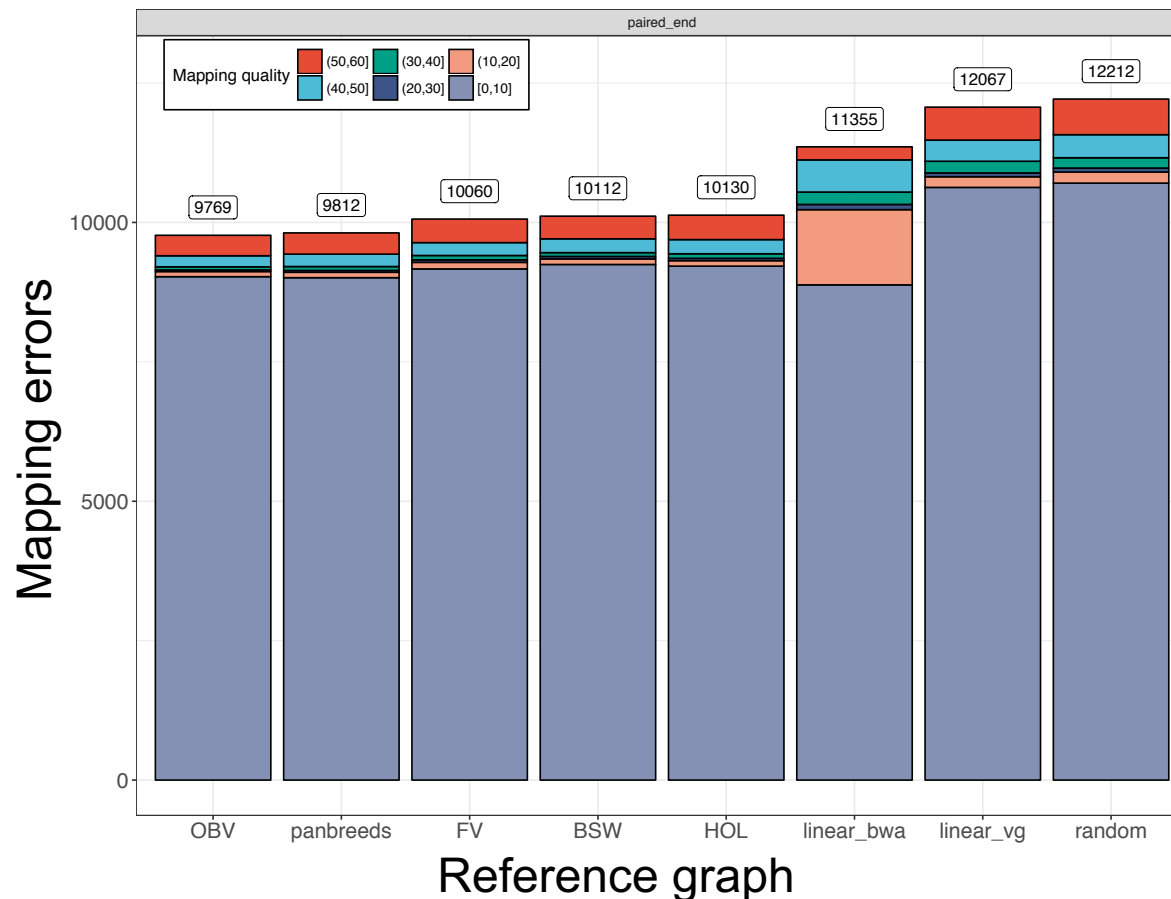 paired_end
Mapping quality
(50,60] (30,40] (10,20]
(40,50] (20,30] [0,10]
9769 9812 10060 10112 10130 11355 12067 12212
Mapping errors
10000
5000
0
OBV panbreeds FV BSW HOL linear_bwa linear_vg random
Reference graph